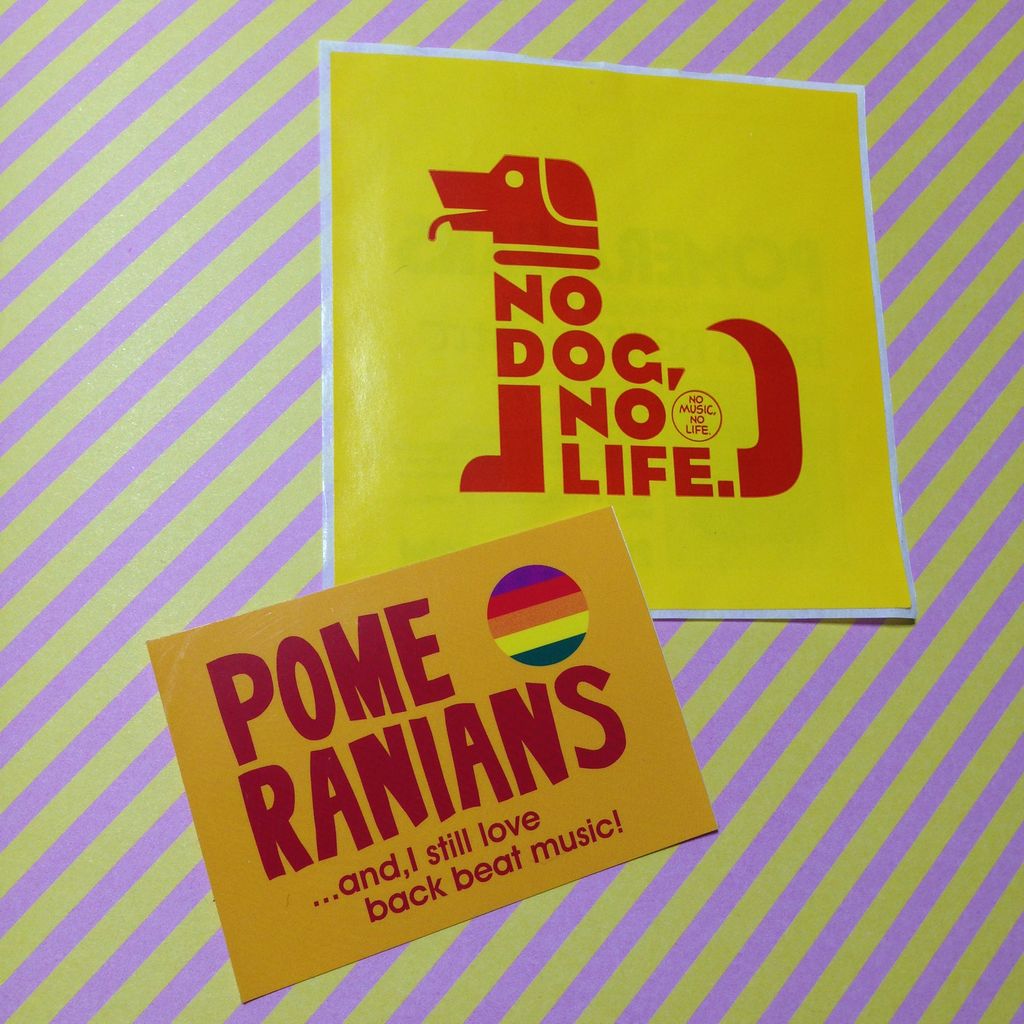 NO
DOG,
NO
LIFE.
NO
MUSIC,
NO
LIFE.
POME
RANIANS
...and,I still love
back beat music!